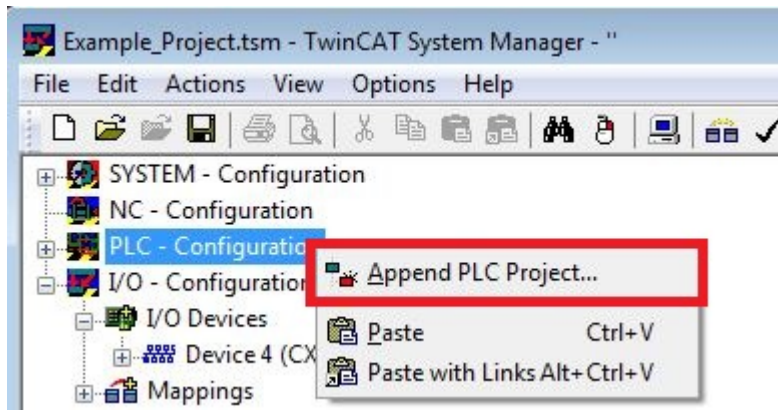 Example_Project.tsm - TwinCAT System Manager - ''
File Edit Actions View Options Help
SYSTEM - Configuration
NC - Configuration
PLC - Configuratio
Append PLC Project...
I/O - Configuration
I/O Devices
Paste Ctrl+V
Device 4 (CX
Paste with Links Alt+Ctrl+V
Mappings